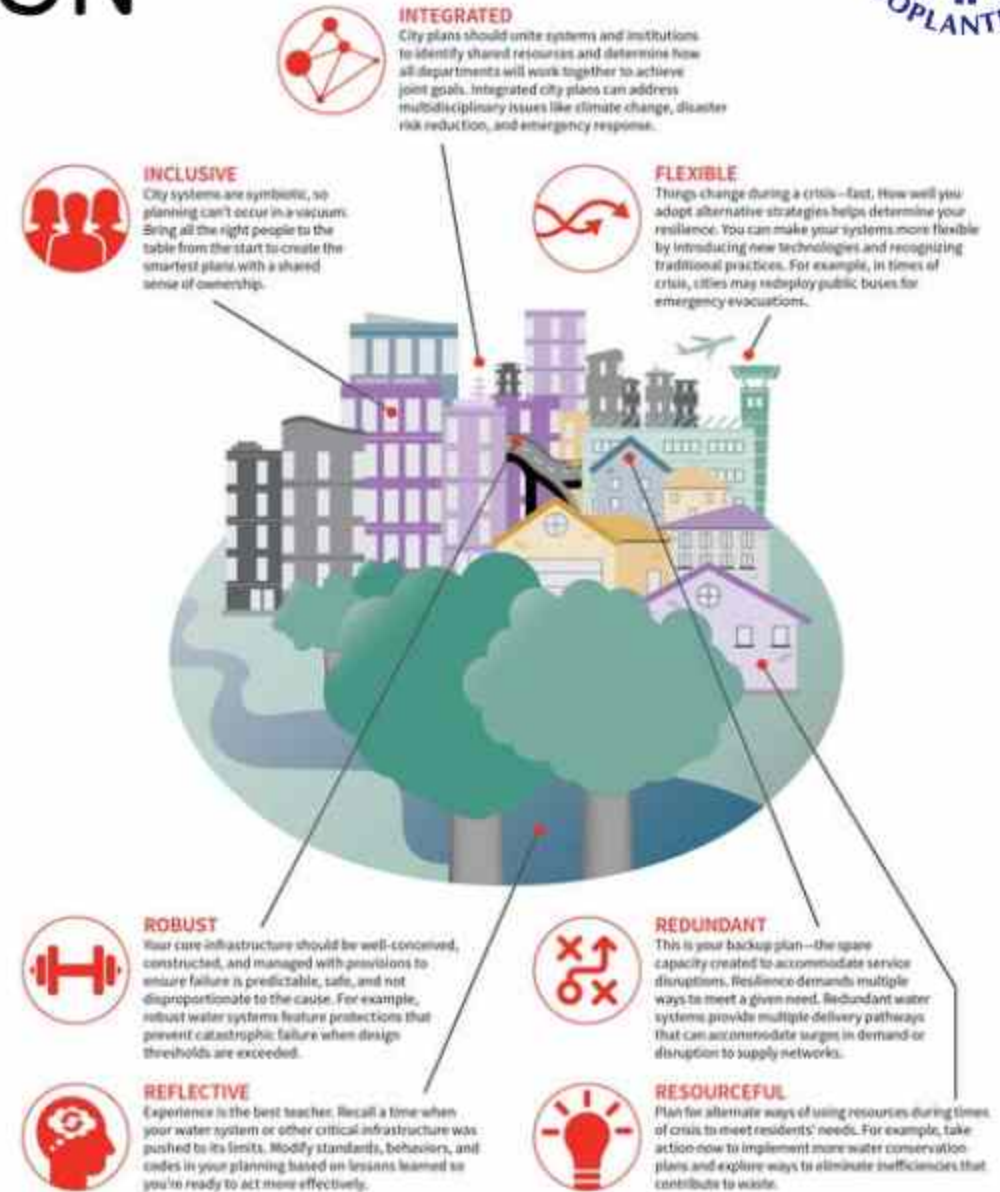 ON
OPLANT
INTEGRATED
City plans should unite systems and institutions
to identify shared resources and determine how
all departments will work together to achieve
joint goals. Integrated city plans can address
multidisciplinary issues like climate change, disaster
risk reduction, and emergency response.
INCLUSIVE
City systems are symbiotic, so
planning can't occur in a vacuum.
Bring all the right people to the
table from the start to create the
smartest plans with a shared
sense of ownership.
FLEXIBLE
Things change during a crisis—fast. How well you
adopt alternative strategies helps determine your
resilience. You can make your systems more flexible
by introducing new technologies and recognizing
traditional practices. For example, in times of
crisis, cities may redeploy public buses for
emergency evacuations.
ROBUST
Your core infrastructure should be well-conceived,
constructed, and managed with provisions to
ensure failure is predictable, safe, and not
disproportionate to the cause. For example,
robust water systems feature protections that
prevent catastrophic failure when design
thresholds are exceeded.
REDUNDANT
This is your backup plan—the spare
capacity created to accommodate service
disruptions. Resilience demands multiple
ways to meet a given need. Redundant water
systems provide multiple delivery pathways
that can accommodate surges in demand or
disruption to supply networks.
REFLECTIVE
Experience is the best teacher. Recall a time when
your water system or other critical infrastructure was
pushed to its limits. Modify standards, behaviors, and
codes in your planning based on lessons learned so
you're ready to act more effectively.
RESOURCEFUL
Plan for alternate ways of using resources during times
of crisis to meet residents' needs. For example, take
action now to implement more water conservation
plans and explore ways to eliminate inefficiencies that
contribute to waste.